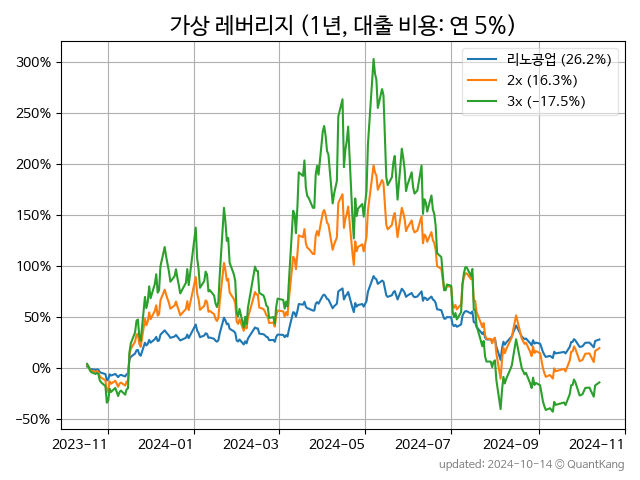 가상 레버리지 (1년, 대출 비용: 연 5%)
리노공업 (26.2%)
2x (16.3%)
3x (−17.5%)
300%
250%
200%
150%
100%
50%
0%
−50%
2023-11 2024-01 2024-03 2024-05 2024-07 2024-09 2024-11
updated: 2024-10-14 © QuantKang